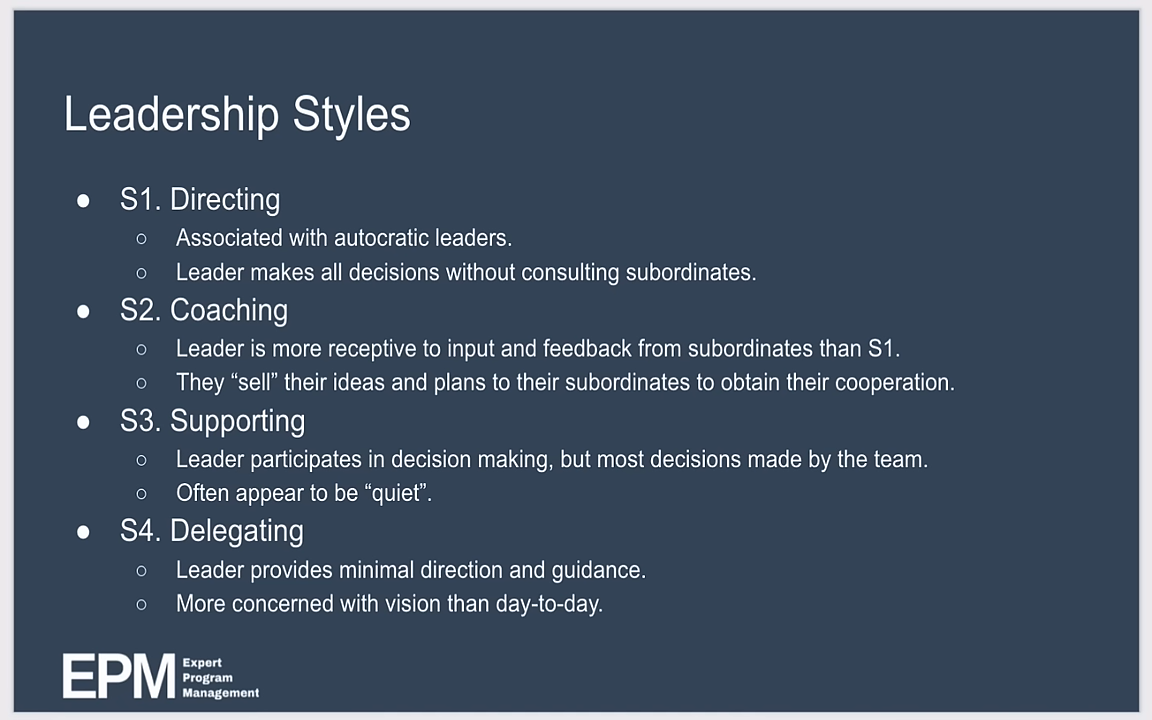 Leadership Styles
● S1. Directing
○ Associated with autocratic leaders.
○ Leader makes all decisions without consulting subordinates.
● S2. Coaching
○ Leader is more receptive to input and feedback from subordinates than S1.
○ They “sell” their ideas and plans to their subordinates to obtain their cooperation.
● S3. Supporting
○ Leader participates in decision making, but most decisions made by the team.
○ Often appear to be “quiet”.
● S4. Delegating
○ Leader provides minimal direction and guidance.
○ More concerned with vision than day-to-day.
EPM
Expert
Program
Management